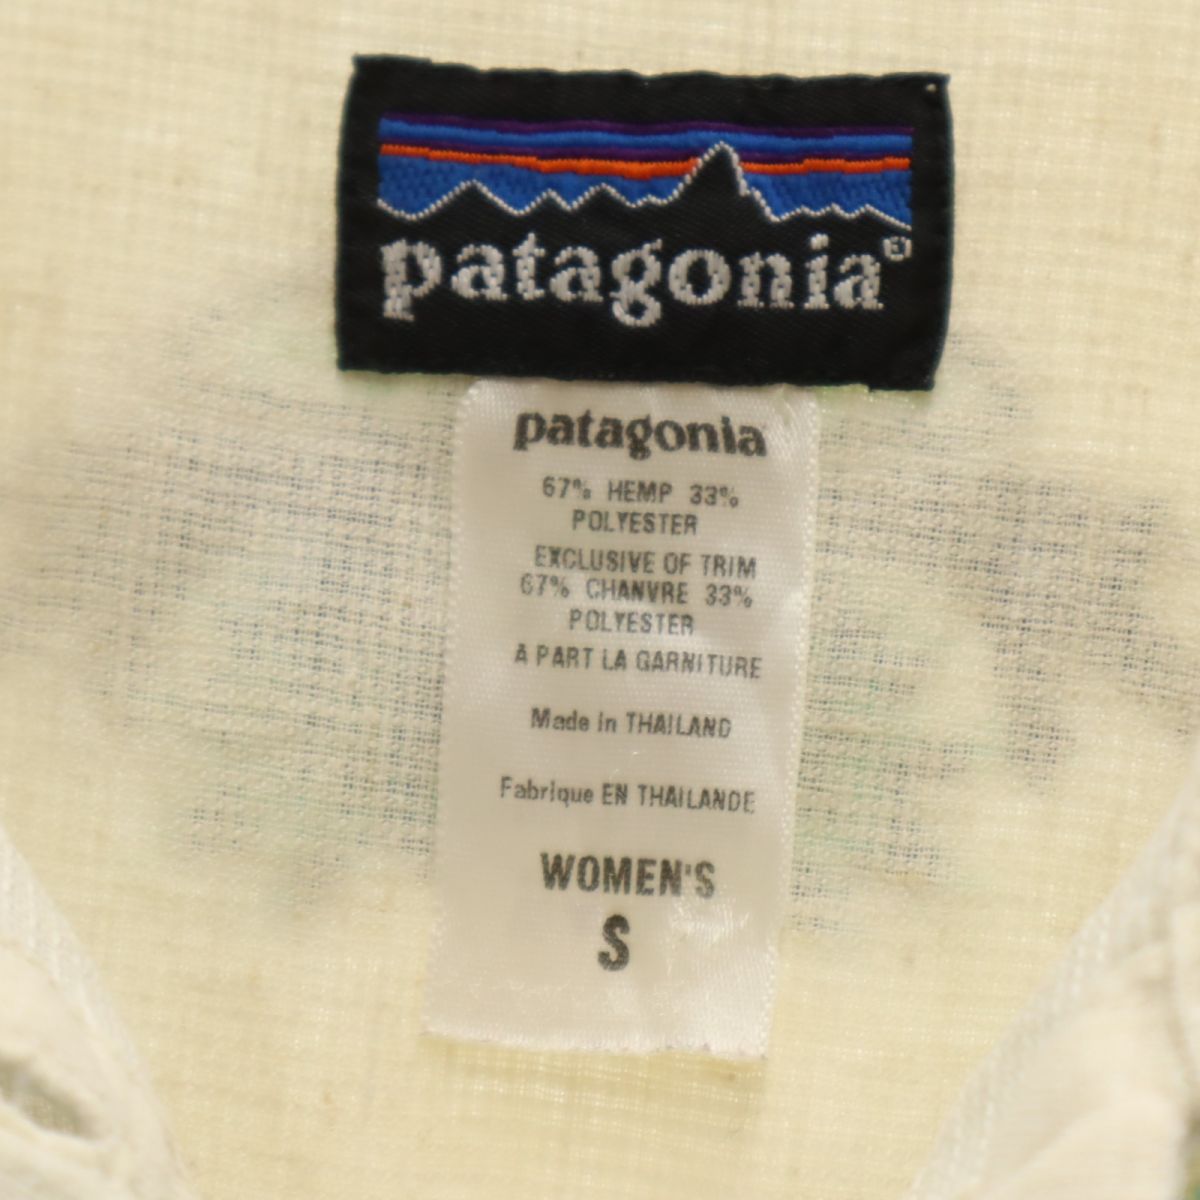 patagonia®
patagonia
67% HEMP 33%
POLYESTER
EXCLUSIVE OF TRIM
67% CHANVRE 33%
POLYESTER
À PART LA GARNITURE
Made in THAILAND
Fabrique EN THAILANDE
WOMEN'S
S